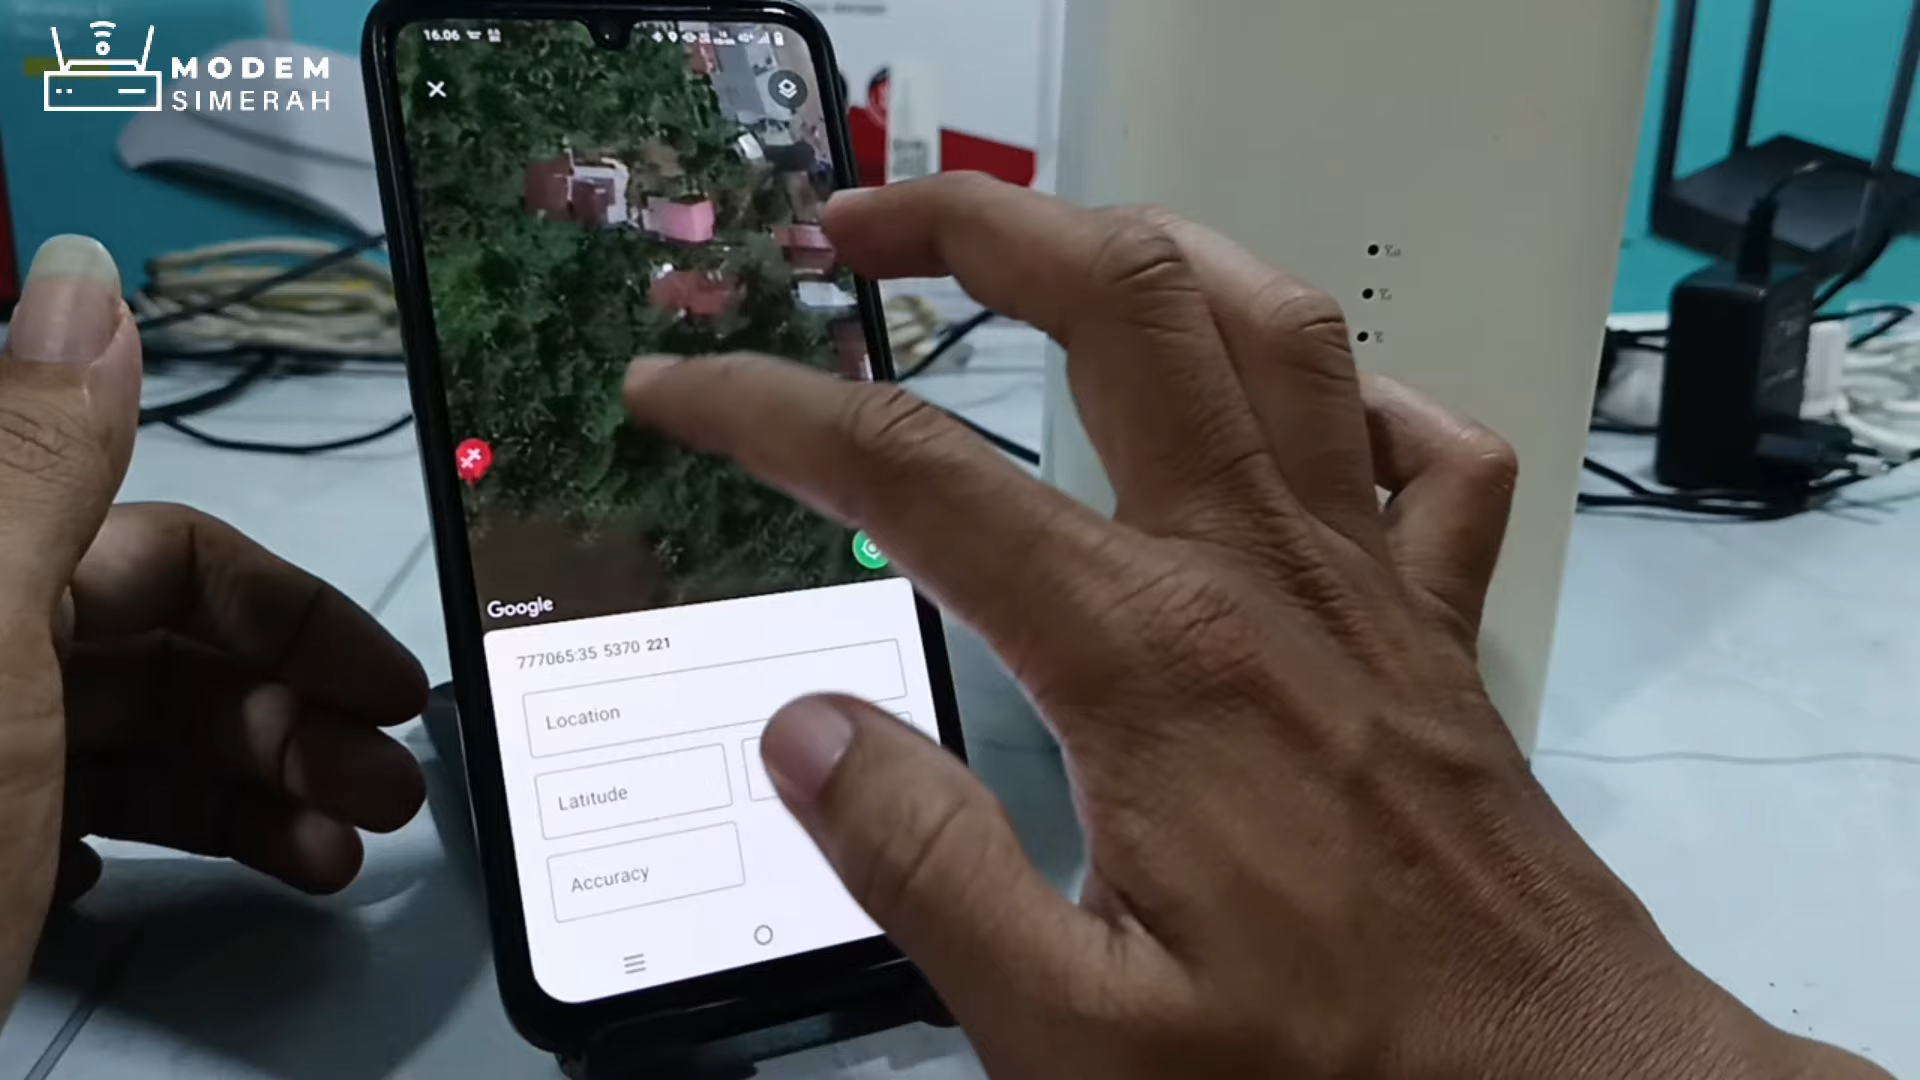 MODEM
SIMERAH
16.06
Google
777065:35 5370 221
Location
Latitude
Accuracy